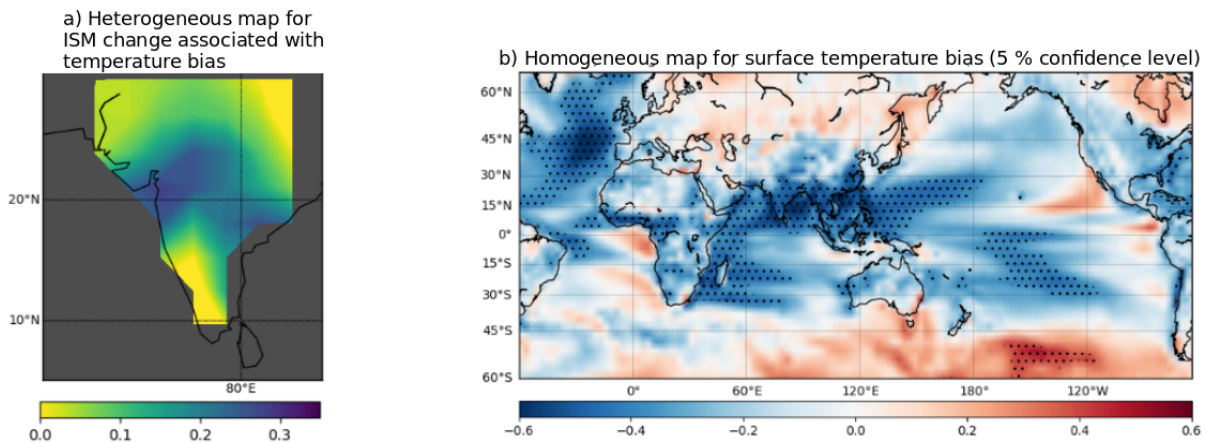 a) Heterogeneous map for
ISM change associated with
temperature bias
20°N
10°N
80°E
0.0 0.1 0.2 0.3
b) Homogeneous map for surface temperature bias (5 % confidence level)
60°N
45°N
30°N
15°N
0°
15°S
30°S
45°S
60°S
0° 60°E 120°E 180° 120°W
−0.6 −0.4 −0.2 0.0 0.2 0.4 0.6